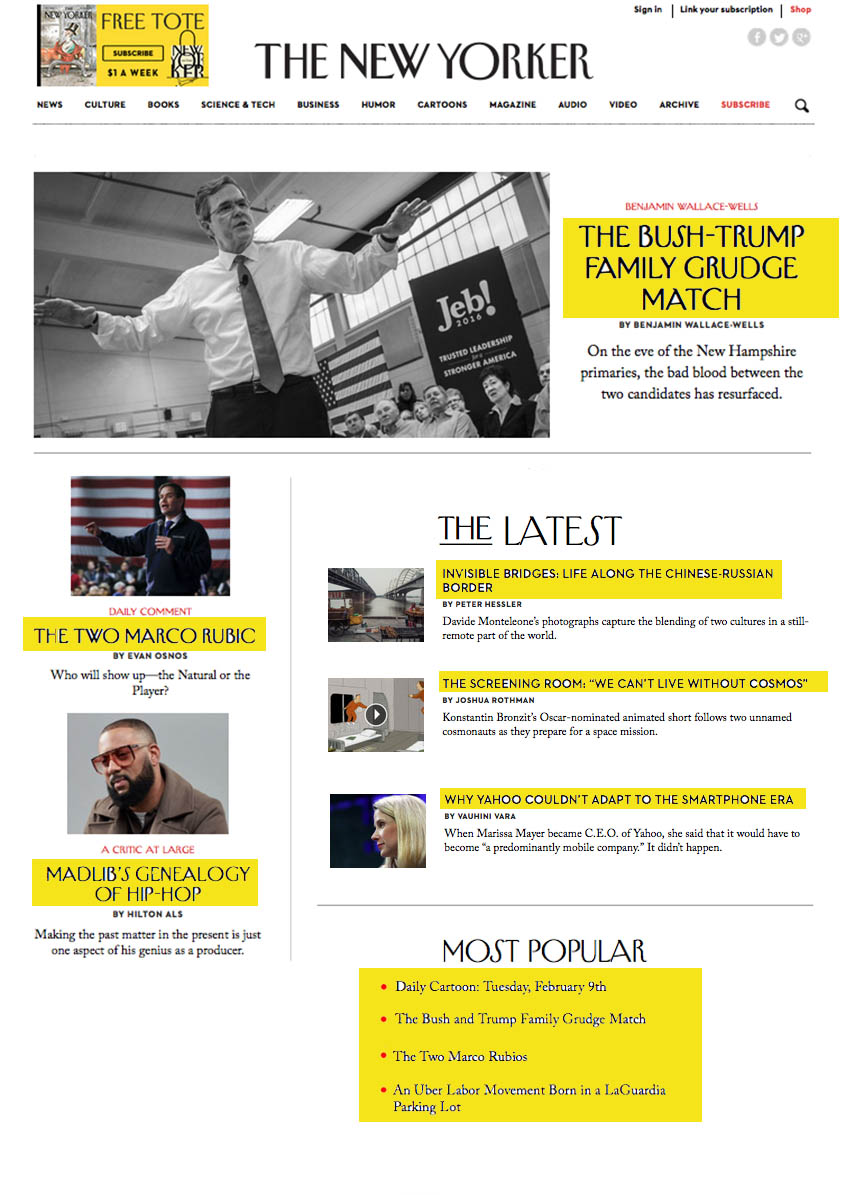 NEW YORKER
FREE TOTE
SUBSCRIBE
$1 A WEEK
NEW
YOR
KER
Sign in | Link your subscription | Shop
THE NEW YORKER
NEWS CULTURE BOOKS SCIENCE & TECH BUSINESS HUMOR CARTOONS MAGAZINE AUDIO VIDEO ARCHIVE SUBSCRIBE
Jeb!
2016
TRUSTED LEADERSHIP
for a
STRONGER AMERICA
BENJAMIN WALLACE-WELLS
THE BUSH-TRUMP
FAMILY GRUDGE
MATCH
BY BENJAMIN WALLACE-WELLS
On the eve of the New Hampshire
primaries, the bad blood between the
two candidates has resurfaced.
DAILY COMMENT
THE TWO MARCO RUBIC
BY EVAN OSNOS
Who will show up—the Natural or the
Player?
A CRITIC AT LARGE
MADLIB'S GENEALOGY
OF HIP-HOP
BY HILTON ALS
Making the past matter in the present is just
one aspect of his genius as a producer.
THE LATEST
INVISIBLE BRIDGES: LIFE ALONG THE CHINESE-RUSSIAN
BORDER
BY PETER HESSLER
Davide Monteleone's photographs capture the blending of two cultures in a still-
remote part of the world.
THE SCREENING ROOM: “WE CAN'T LIVE WITHOUT COSMOS”
BY JOSHUA ROTHMAN
Konstantin Bronzit's Oscar-nominated animated short follows two unnamed
cosmonauts as they prepare for a space mission.
WHY YAHOO COULDN'T ADAPT TO THE SMARTPHONE ERA
BY VAUHINI VARA
When Marissa Mayer became C.E.O. of Yahoo, she said that it would have to
become “a predominantly mobile company.” It didn't happen.
MOST POPULAR
• Daily Cartoon: Tuesday, February 9th
• The Bush and Trump Family Grudge Match
• The Two Marco Rubios
• An Uber Labor Movement Born in a LaGuardia
Parking Lot